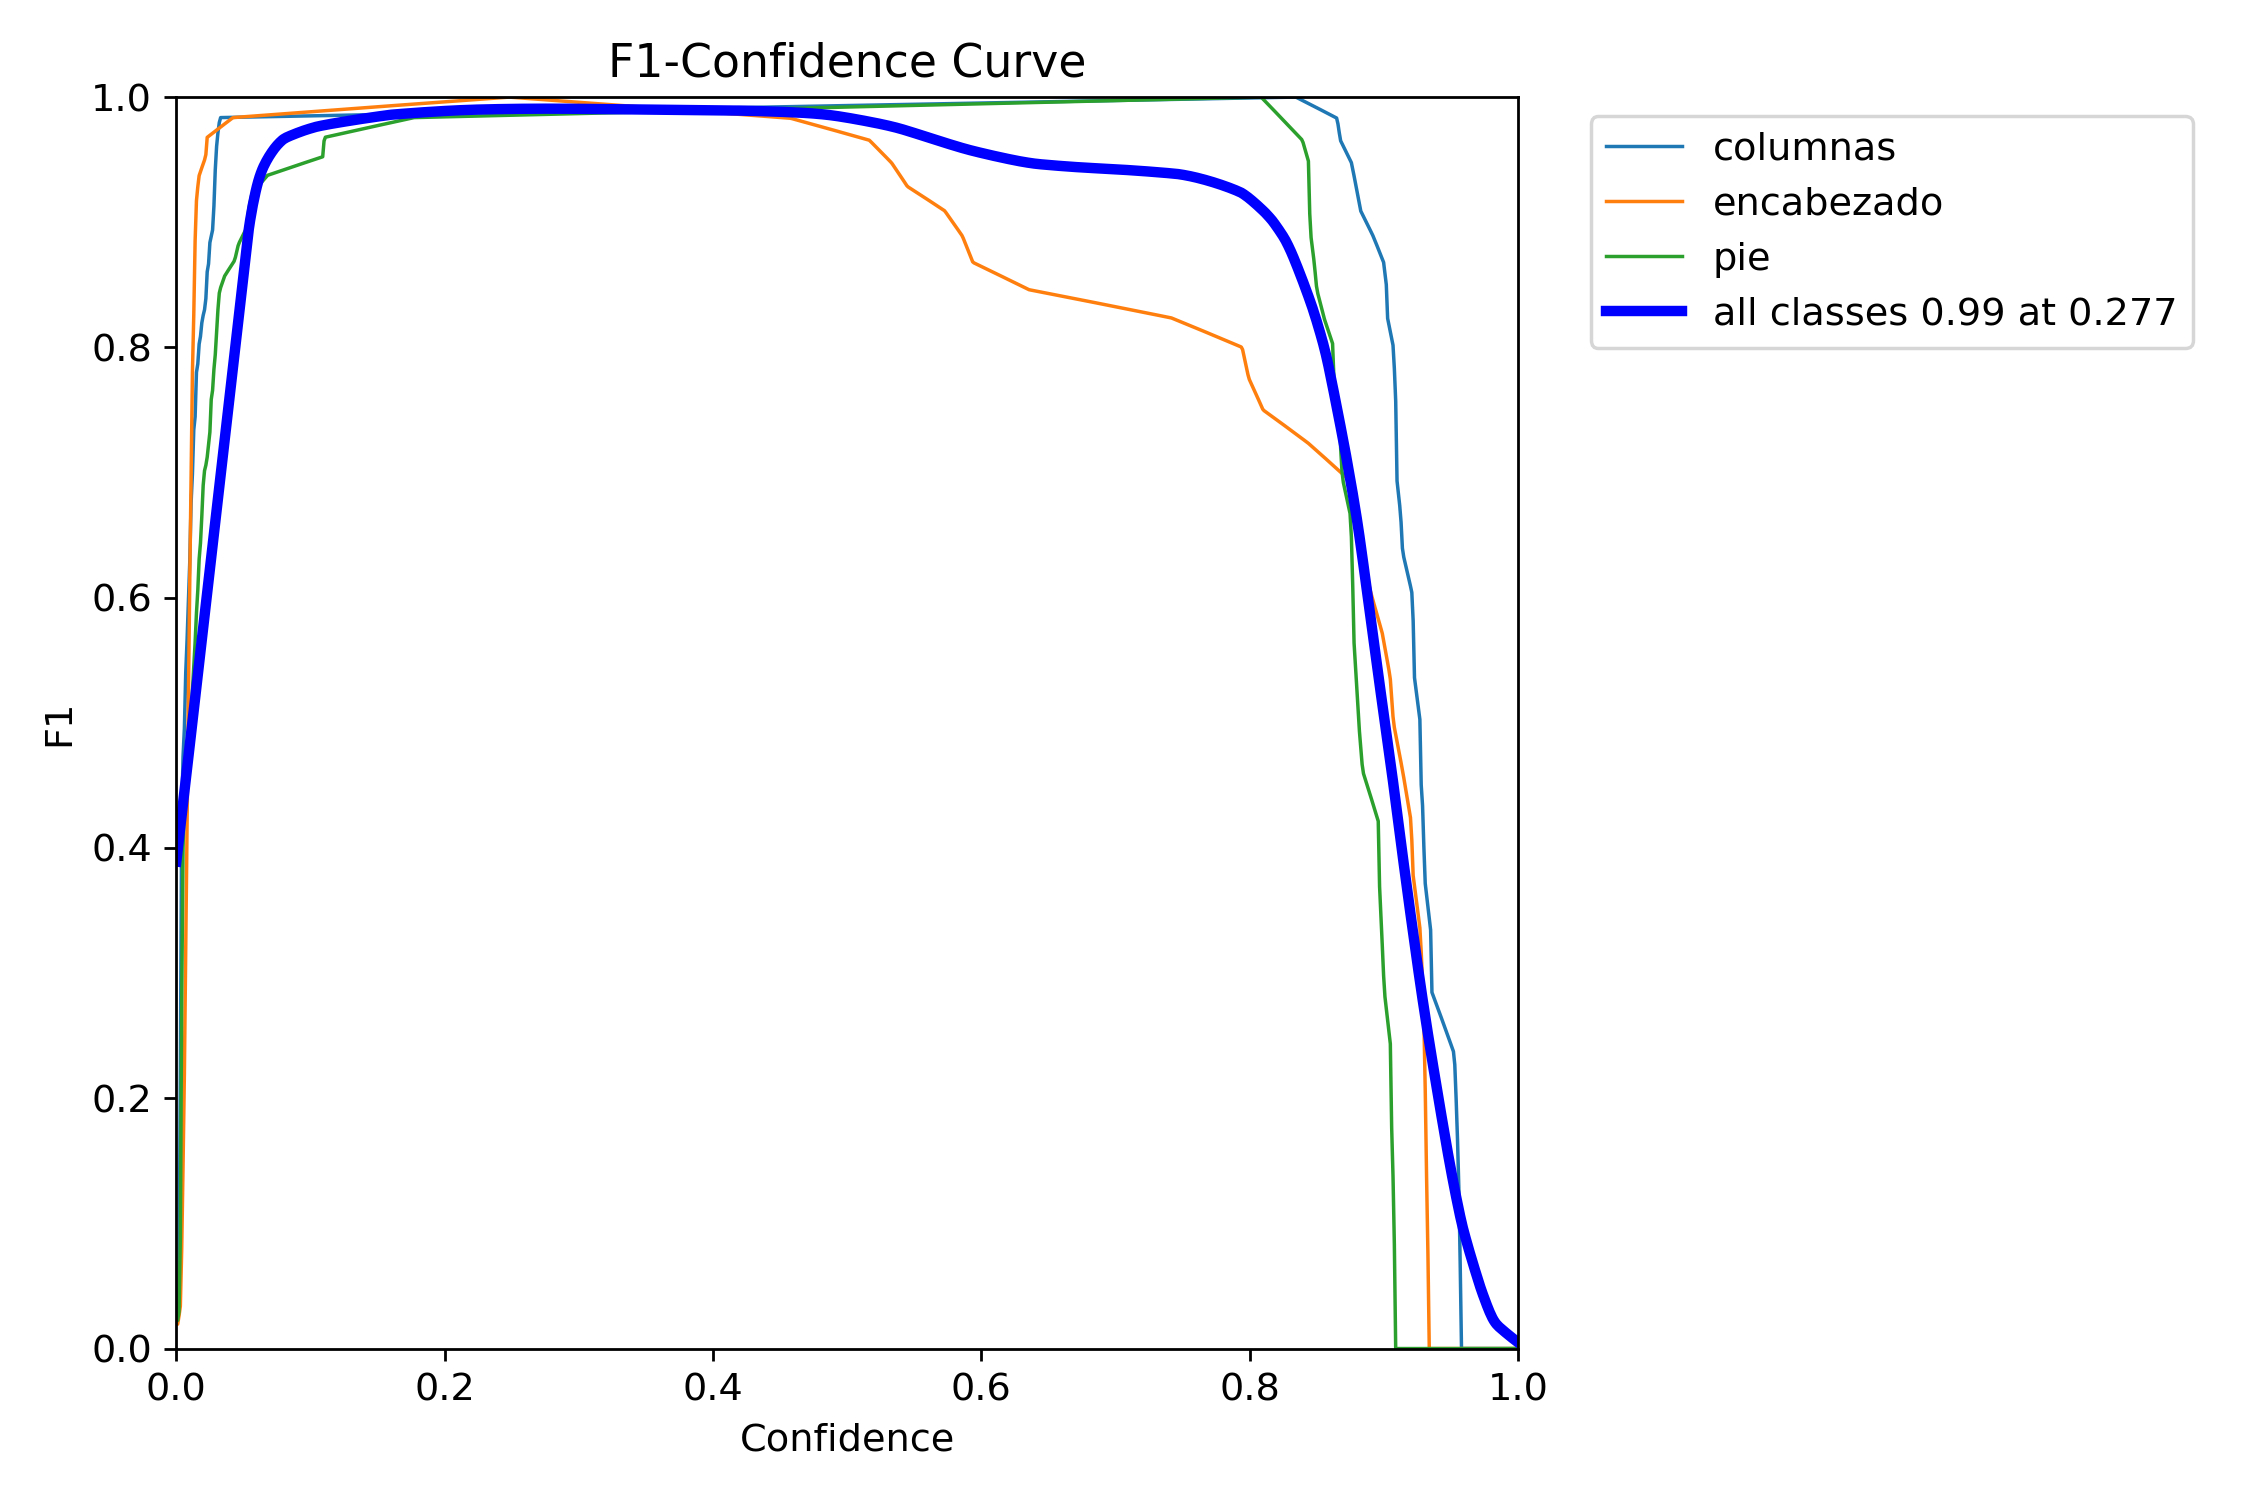 F1-Confidence Curve
1.0
0.8
0.6
0.4
0.2
0.0
F1
0.0 0.2 0.4 0.6 0.8 1.0
Confidence
columnas
encabezado
pie
all classes 0.99 at 0.277